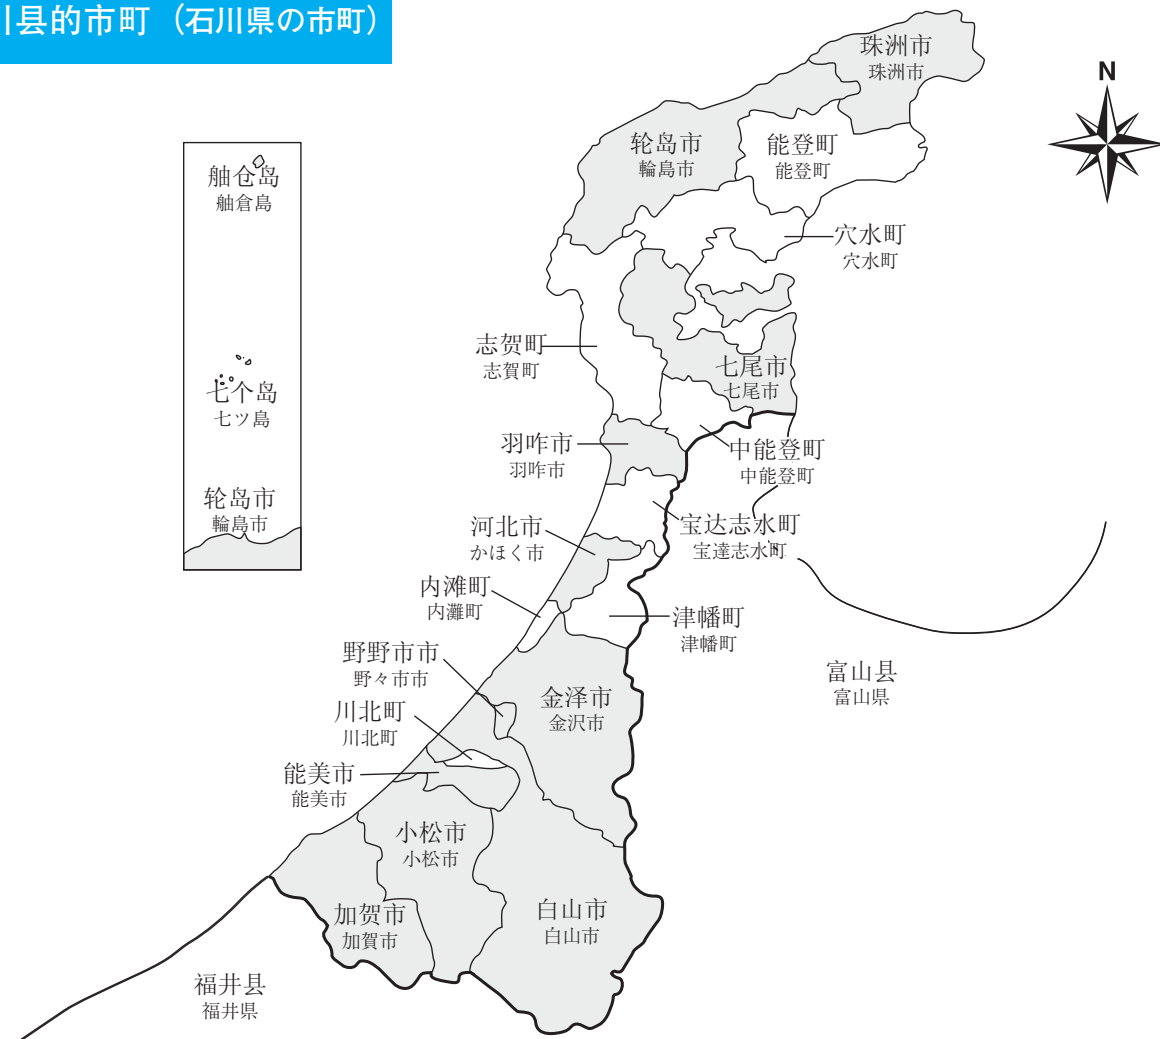 川县的市町（石川県の市町）
珠洲市
珠洲市
N
轮岛市
輪島市
能登町
能登町
舳仓岛
舳倉島
穴水町
穴水町
志贺町
志賀町
七个岛
七ツ島
七尾市
七尾市
羽咋市
羽咋市
中能登町
中能登町
轮岛市
輪島市
河北市
かほく市
宝达志水町
宝達志水町
内滩町
内灘町
津幡町
津幡町
野野市市
野々市市
金泽市
金沢市
富山县
富山県
川北町
川北町
能美市
能美市
小松市
小松市
加贺市
加賀市
白山市
白山市
福井县
福井県